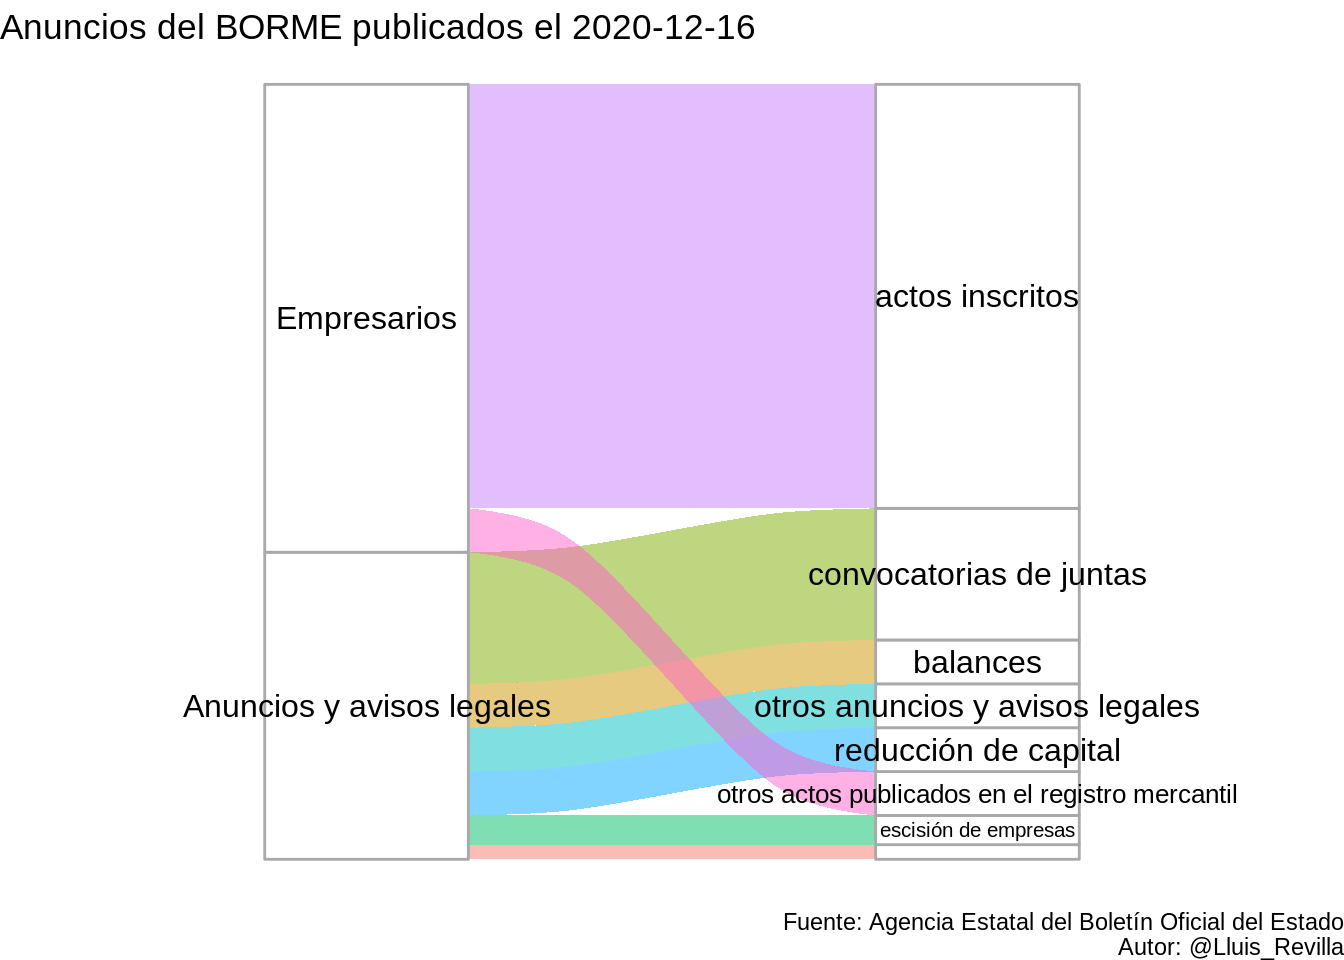 Anuncios del BORME publicados el 2020-12-16
Empresarios
actos inscritos
convocatorias de juntas
balances
Anuncios y avisos legales
otros anuncios y avisos legales
reducción de capital
otros actos publicados en el registro mercantil
escisión de empresas
Fuente: Agencia Estatal del Boletín Oficial del Estado
Autor: @Lluis_Revilla